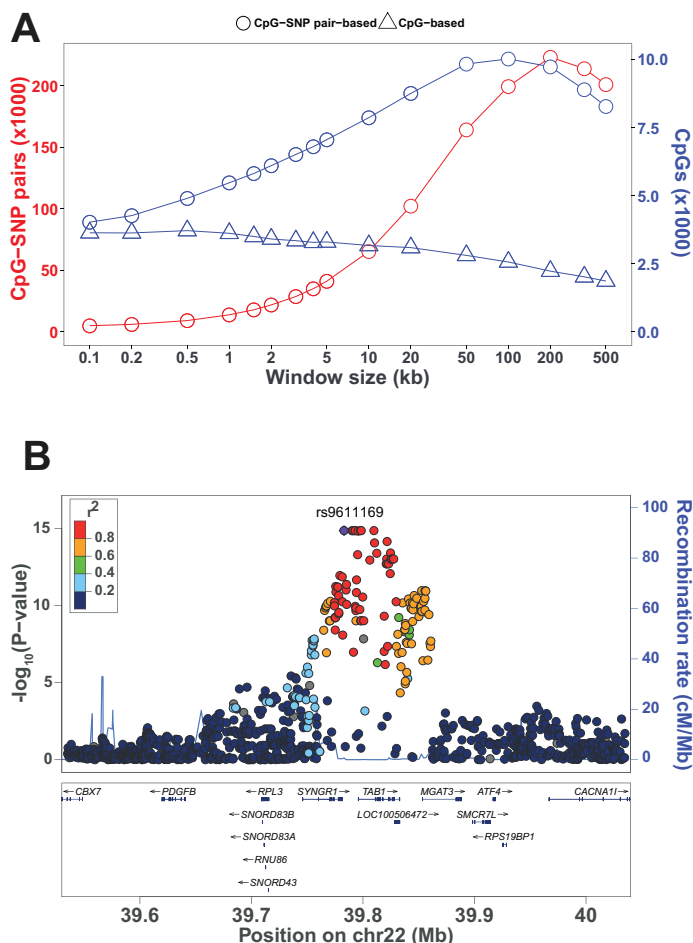 A
CpG−SNP pair-based CpG-based
CpG−SNP pairs (x1000)
200
150
100
50
0
10.0
7.5
5.0
2.5
0.0
CpGs (x1000)
0.1 0.2 0.5 1 2 5 10 20 50 100 200 500
Window size (kb)
B
rs9611169
r2
0.8
0.6
0.4
0.2
-log10(P−value)
15
10
5
0
100
80
60
40
20
0
Recombination rate (cM/Mb)
←CBX7 ←PDGFB ←RPL3 SYNGR1→ TAB1→ MGAT3→ ATF4→ CACNA1I→
←SNORD83B LOC100506472→ SMCR7L→
←SNORD83A ←RPS19BP1
←RNU86
←SNORD43
39.6 39.7 39.8 39.9 40
Position on chr22 (Mb)